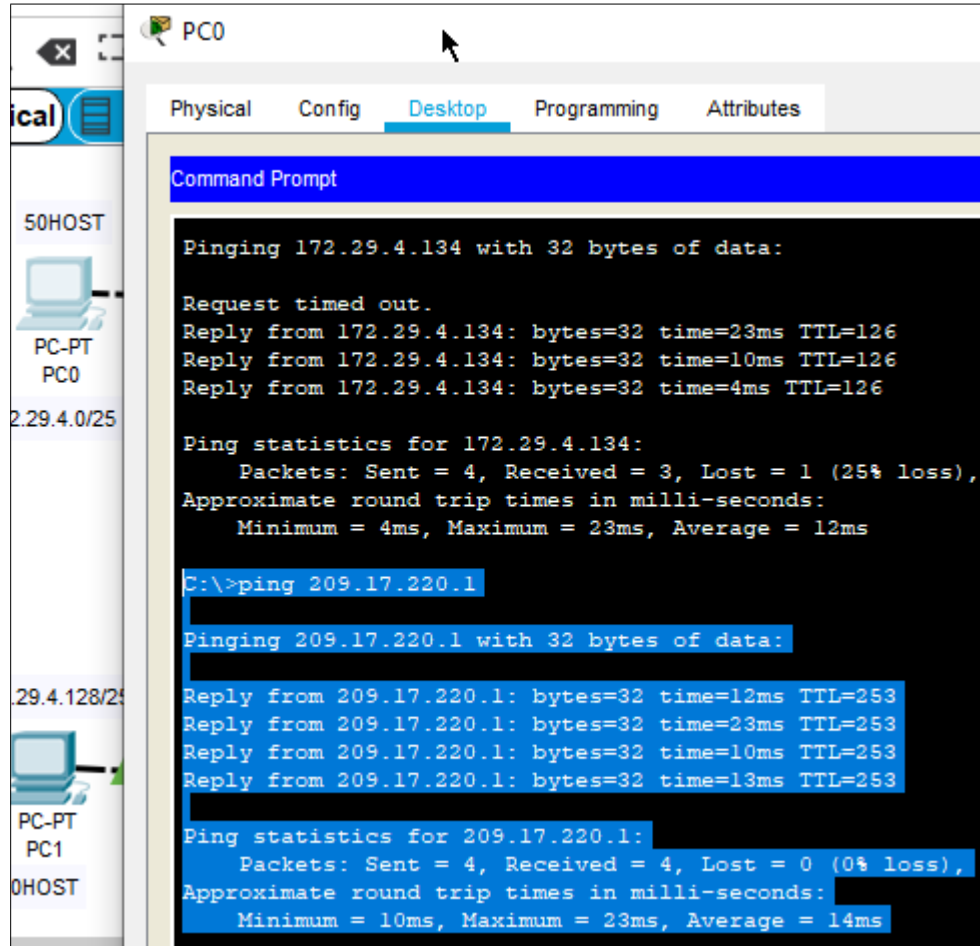 PC0
ical
Physical Config Desktop Programming Attributes
Command Prompt
50HOST
PC-PT
PC0
2.29.4.0/25
.29.4.128/25
PC-PT
PC1
0HOST
Pinging 172.29.4.134 with 32 bytes of data:
Request timed out.
Reply from 172.29.4.134: bytes=32 time=23ms TTL=126
Reply from 172.29.4.134: bytes=32 time=10ms TTL=126
Reply from 172.29.4.134: bytes=32 time=4ms TTL=126
Ping statistics for 172.29.4.134:
Packets: Sent = 4, Received = 3, Lost = 1 (25% loss),
Approximate round trip times in milli-seconds:
Minimum = 4ms, Maximum = 23ms, Average = 12ms
C:\>ping 209.17.220.1
Pinging 209.17.220.1 with 32 bytes of data:
Reply from 209.17.220.1: bytes=32 time=12ms TTL=253
Reply from 209.17.220.1: bytes=32 time=23ms TTL=253
Reply from 209.17.220.1: bytes=32 time=10ms TTL=253
Reply from 209.17.220.1: bytes=32 time=13ms TTL=253
Ping statistics for 209.17.220.1:
Packets: Sent = 4, Received = 4, Lost = 0 (0% loss),
Approximate round trip times in milli-seconds:
Minimum = 10ms, Maximum = 23ms, Average = 14ms